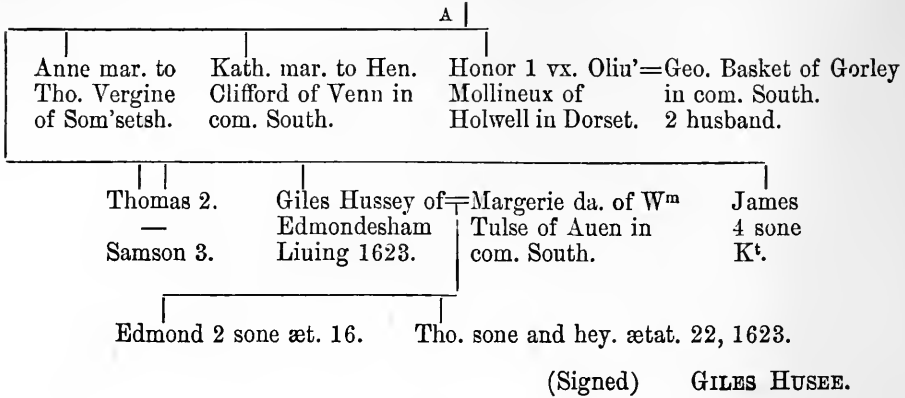 A
Anne mar. to
Tho. Vergine
of Som'setsh.
Kath. mar. to Hen.
Clifford of Venn in
com. South.
Honor 1 vx. Oliu'=Geo. Basket of Gorley
Mollineux of in com. South.
Holwell in Dorset. 2 husband.
Thomas 2.
—
Samson 3.
Giles Hussey of=Margerie da. of Wᵐ
Edmondesham Tulse of Auen in
Liuing 1623. com. South.
James
4 sone
Kᵗ.
Edmond 2 sone æt. 16.
Tho. sone and hey. ætat. 22, 1623.
(Signed) GILES HUSEE.